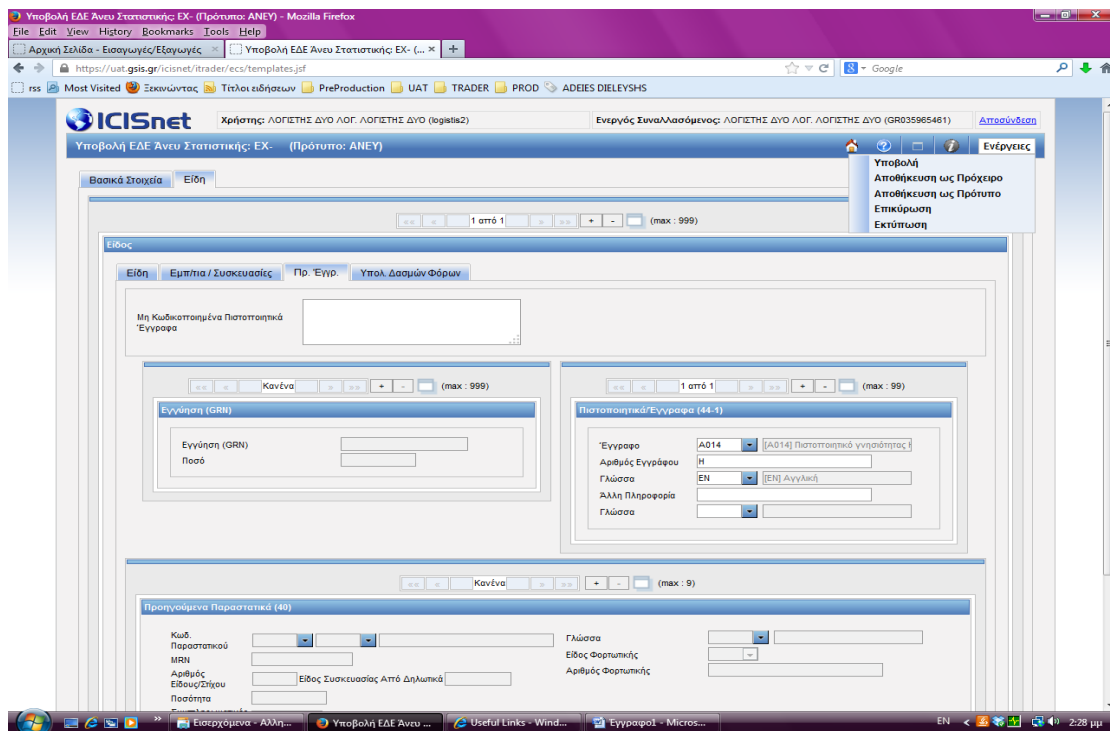 Υποβολή ΕΔΕ Άνευ Στατιστικής: EX- (Πρότυπο: ANEY) - Mozilla Firefox
File Edit View History Bookmarks Tools Help
Αρχική Σελίδα - Εισαγωγές/Εξαγωγές × Υποβολή ΕΔΕ Άνευ Στατιστικής: EX- (... × +
https://uat.gsis.gr/icisnet/itrader/ecs/templates.jsf Google
rss Most Visited Ξεκινώντας Τίτλοι ειδήσεων PreProduction UAT TRADER PROD ADEIES DIELEYSHS
ICISnet Χρήστης: ΛΟΓΙΣΤΗΣ ΔΥΟ ΛΟΓ. ΛΟΓΙΣΤΗΣ ΔΥΟ (logistis2) Ενεργός Συναλλασόμενος: ΛΟΓΙΣΤΗΣ ΔΥΟ ΛΟΓ. ΛΟΓΙΣΤΗΣ ΔΥΟ (GR035965461) Αποσύνδεση
Υποβολή ΕΔΕ Άνευ Στατιστικής: EX- (Πρότυπο: ANEY) Ενέργειες
Υποβολή
Αποθήκευση ως Πρόχειρο
Αποθήκευση ως Πρότυπο
Επικύρωση
Εκτύπωση
Βασικά Στοιχεία Είδη
<< < 1 από 1 > >> + - (max : 999)
Είδος
Είδη Εμπ/τια / Συσκευασίες Πρ. Έγγρ. Υπολ. Δασμών Φόρων
Μη Κωδικοποιημένα Πιστοποιητικά
Έγγραφα
<< < Κανένα > >> + - (max : 999)
Εγγύηση (GRN)
Εγγύηση (GRN)
Ποσό
<< < 1 από 1 > >> + - (max : 99)
Πιστοποιητικά/Έγγραφα (44-1)
Έγγραφο A014 [A014] Πιστοποιητικό γνησιότητας
Αριθμός Εγγράφου H
Γλώσσα EN [EN] Αγγλική
Άλλη Πληροφορία
Γλώσσα
<< < Κανένα > >> + - (max : 9)
Προηγούμενα Παραστατικά (40)
Κωδ.
Παραστατικού
MRN
Αριθμός
Είδους/Στίχου Είδος Συσκευασίας Από Δηλωτικά
Ποσότητα
Γλώσσα
Είδος Φορτωτικής
Αριθμός Φορτωτικής
Εισερχόμενα - Αλλη... Υποβολή ΕΔΕ Άνευ ... Useful Links - Wind... Έγγραφο1 - Micros... EN 2:28 μμ